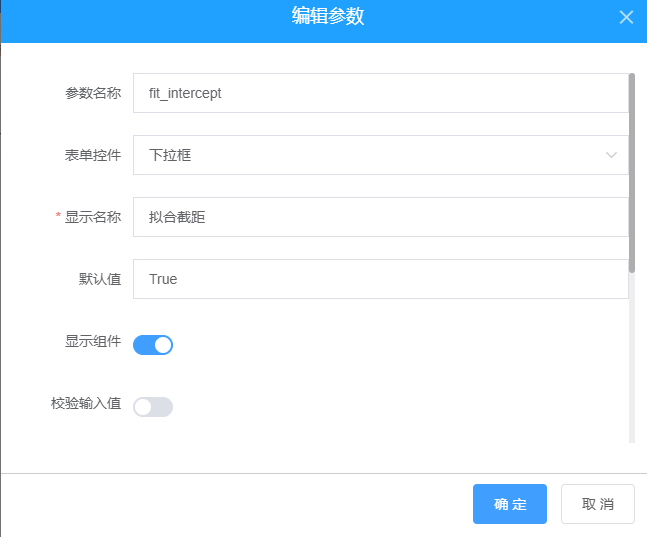 编辑参数
参数名称 fit_intercept
表单控件 下拉框
* 显示名称 拟合截距
默认值 True
显示组件
校验输入值
确定 取消